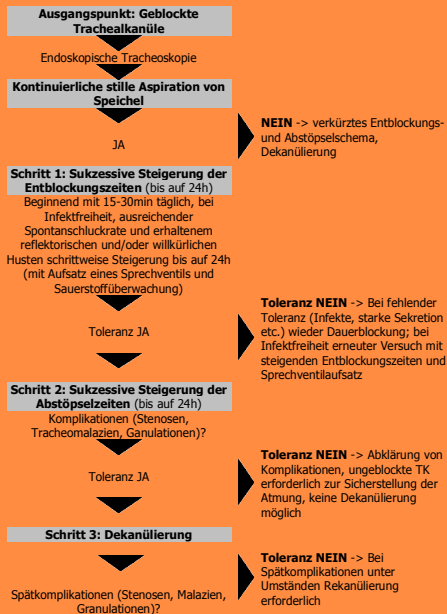 Ausgangspunkt: Geblockte
Trachealkanüle
Endoskopische Tracheoskopie
Kontinuierliche stille Aspiration von
Speichel
JA
NEIN -> verkürztes Entblockungs-
und Abstöpselschema,
Dekanülierung
Schritt 1: Sukzessive Steigerung der
Entblockungszeiten (bis auf 24h)
Beginnend mit 15-30min täglich, bei
Infektfreiheit, ausreichender
Spontanschluckrate und erhaltenem
reflektorischen und/oder willkürlichen
Husten schrittweise Steigerung bis auf 24h
(mit Aufsatz eines Sprechventils und
Sauerstoffüberwachung)
Toleranz JA
Toleranz NEIN -> Bei fehlender
Toleranz (Infekte, starke Sekretion
etc.) wieder Dauerblockung; bei
Infektfreiheit erneuter Versuch mit
steigenden Entblockungszeiten und
Sprechventilaufsatz
Schritt 2: Sukzessive Steigerung der
Abstöpselzeiten (bis auf 24h)
Komplikationen (Stenosen,
Tracheomalazien, Ganulationen)?
Toleranz JA
Toleranz NEIN -> Abklärung von
Komplikationen, ungeblockte TK
erforderlich zur Sicherstellung der
Atmung, keine Dekanülierung
möglich
Schritt 3: Dekanülierung
Spätkomplikationen (Stenosen, Malazien,
Granulationen)?
Toleranz NEIN -> Bei
Spätkomplikationen unter
Umständen Rekanülierung
erforderlich